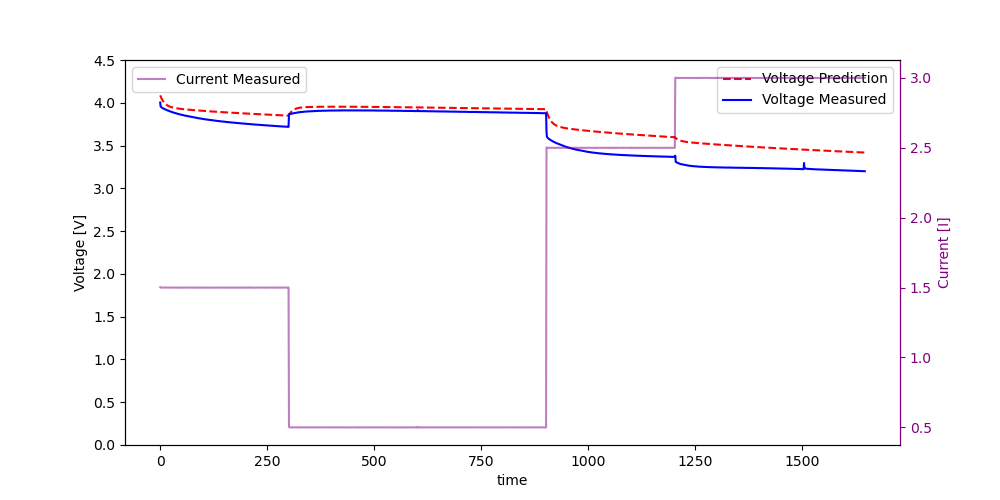 Current Measured
Voltage Prediction
Voltage Measured
4.5
4.0
3.5
3.0
2.5
2.0
1.5
1.0
0.5
0.0
Voltage [V]
3.0
2.5
2.0
1.5
1.0
0.5
Current [I]
0 250 500 750 1000 1250 1500
time